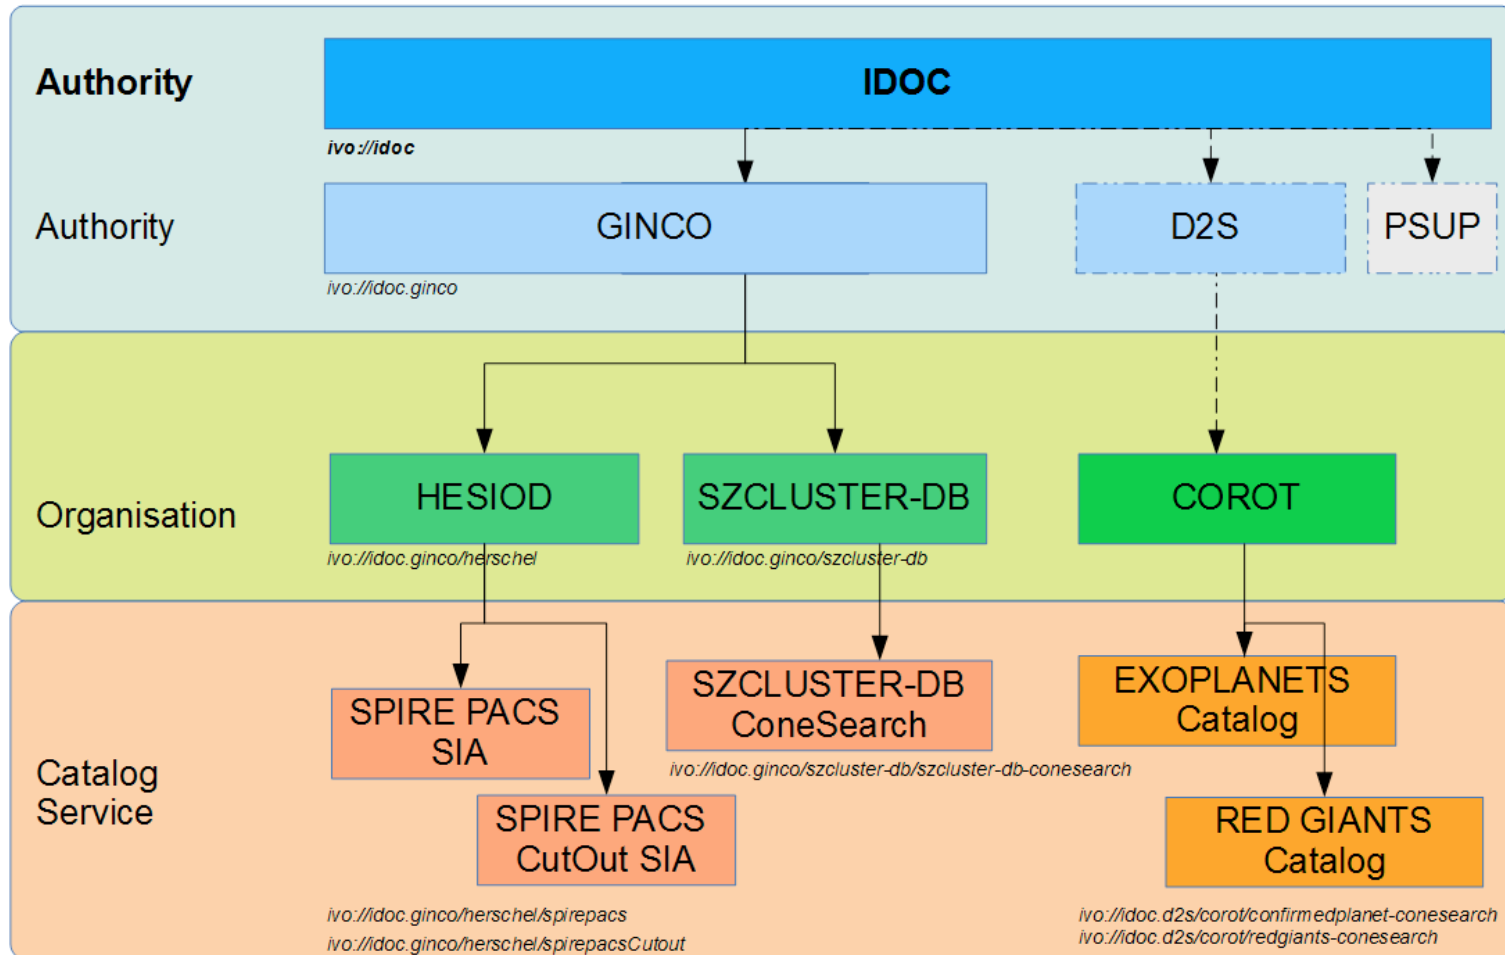 Authority
IDOC
ivo://idoc
Authority
GINCO
D2S
PSUP
ivo://idoc.ginco
Organisation
HESIOD
SZCLUSTER-DB
COROT
ivo://idoc.ginco/herschel
ivo://idoc.ginco/szcluster-db
Catalog
Service
SPIRE PACS
SIA
SZCLUSTER-DB
ConeSearch
EXOPLANETS
Catalog
ivo://idoc.ginco/szcluster-db/szcluster-db-conesearch
SPIRE PACS
CutOut SIA
RED GIANTS
Catalog
ivo://idoc.ginco/herschel/spirepacs
ivo://idoc.ginco/herschel/spirepacsCutout
ivo://idoc.d2s/corot/confirmedplanet-conesearch
ivo://idoc.d2s/corot/redgiants-conesearch